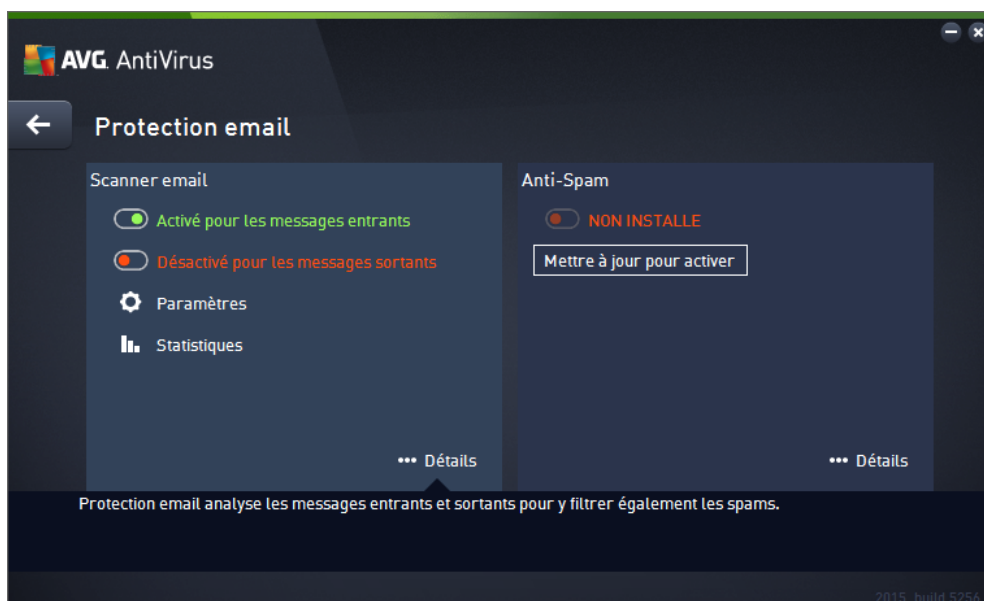 AVG. AntiVirus
Protection email
Scanner email
Activé pour les messages entrants
Désactivé pour les messages sortants
Paramètres
Statistiques
••• Détails
Anti-Spam
NON INSTALLE
Mettre à jour pour activer
••• Détails
Protection email analyse les messages entrants et sortants pour y filtrer également les spams.
2015, build 5256